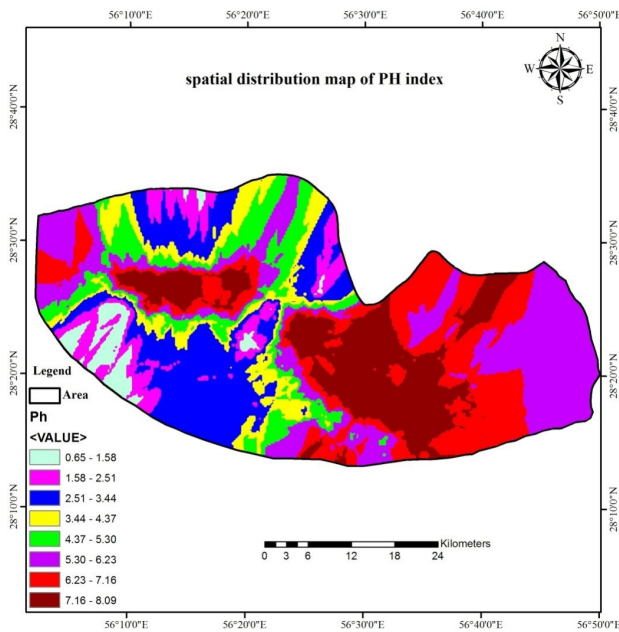 56°10'0"E 56°20'0"E 56°30'0"E 56°40'0"E 56°50'0"E
N
W E
S
spatial distribution map of PH index
28°40'0"N 28°40'0"N
28°30'0"N 28°30'0"N
28°20'0"N 28°20'0"N
28°10'0"N 28°10'0"N
Legend
Area
Ph
<VALUE>
0.65 - 1.58
1.58 - 2.51
2.51 - 3.44
3.44 - 4.37
4.37 - 5.30
5.30 - 6.23
6.23 - 7.16
7.16 - 8.09
Kilometers
0 3 6 12 18 24
56°10'0"E 56°20'0"E 56°30'0"E 56°40'0"E 56°50'0"E